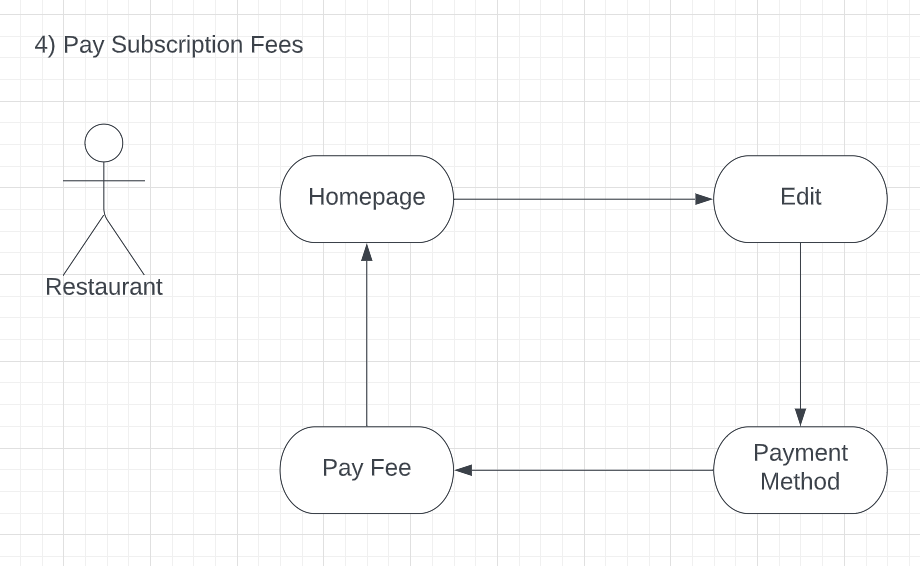 4) Pay Subscription Fees
Homepage
Edit
Restaurant
Pay Fee
Payment
Method